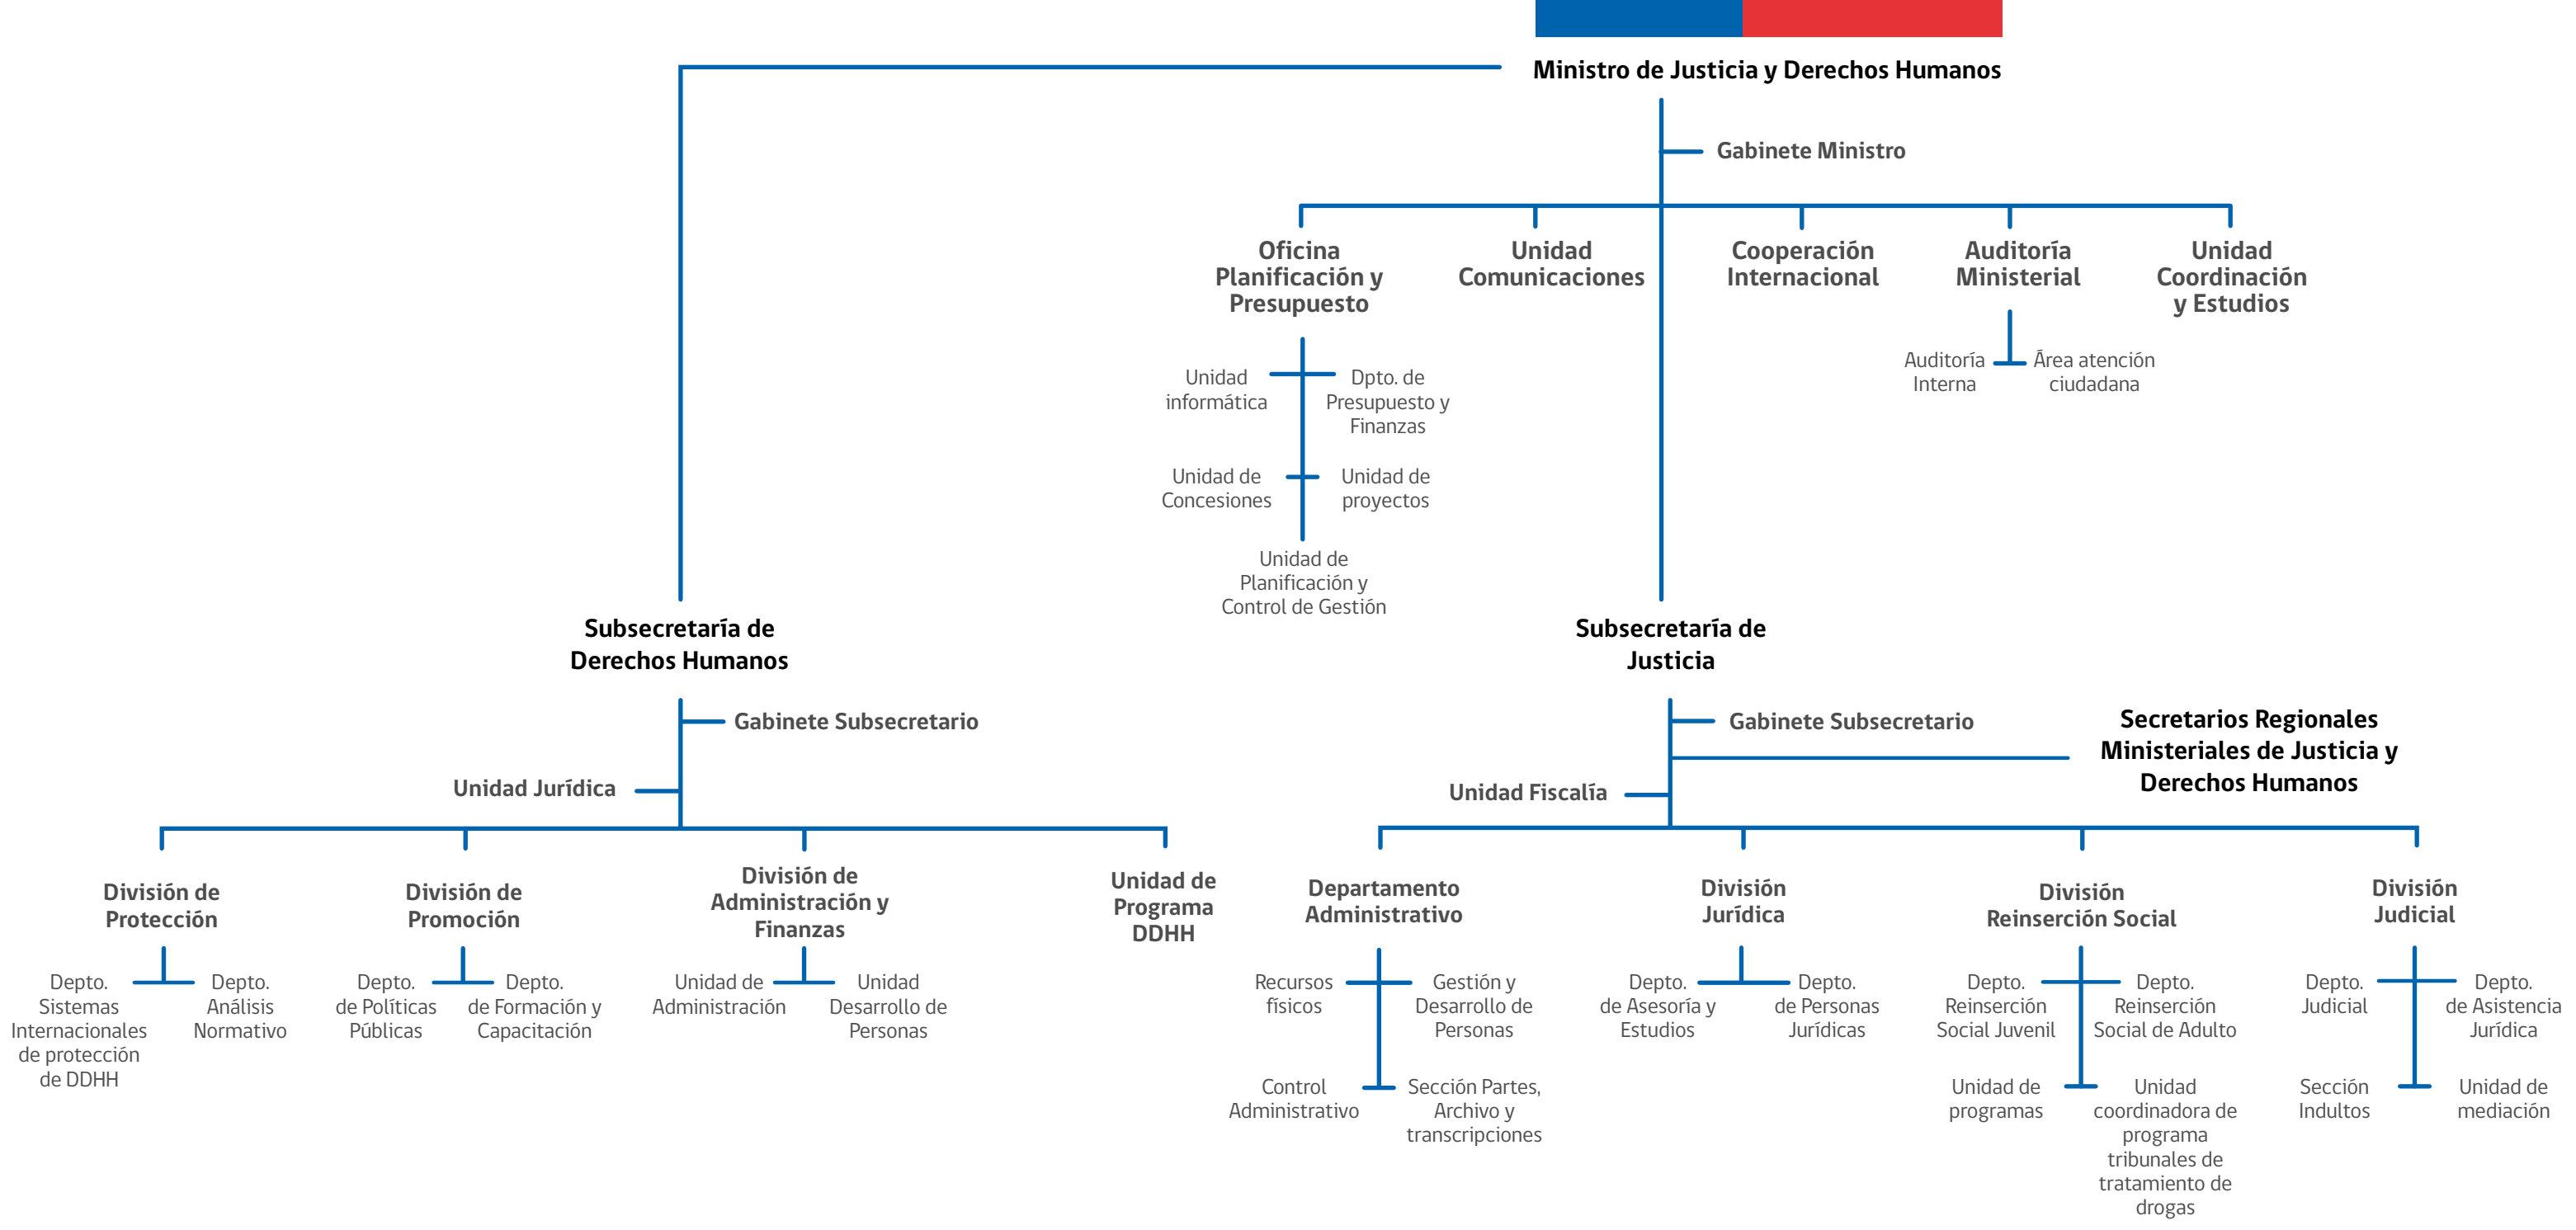 Ministro de Justicia y Derechos Humanos
Gabinete Ministro
Oficina
Planificación y
Presupuesto
Unidad
Comunicaciones
Cooperación
Internacional
Auditoría
Ministerial
Unidad
Coordinación
y Estudios
Auditoría
Interna
Área atención
ciudadana
Unidad
informática
Dpto. de
Presupuesto y
Finanzas
Unidad de
Concesiones
Unidad de
proyectos
Unidad de
Planificación y
Control de Gestión
Subsecretaría de
Derechos Humanos
Gabinete Subsecretario
Unidad Jurídica
División de
Protección
División de
Promoción
División de
Administración y
Finanzas
Unidad de
Programa
DDHH
Depto.
Sistemas
Internacionales
de protección
de DDHH
Depto.
Análisis
Normativo
Depto.
de Políticas
Públicas
Depto.
de Formación y
Capacitación
Unidad de
Administración
Unidad
Desarrollo de
Personas
Subsecretaría de
Justicia
Gabinete Subsecretario
Secretarios Regionales
Ministeriales de Justicia y
Derechos Humanos
Unidad Fiscalía
Departamento
Administrativo
División
Jurídica
División
Reinserción Social
División
Judicial
Recursos
físicos
Gestión y
Desarrollo de
Personas
Control
Administrativo
Sección Partes,
Archivo y
transcripciones
Depto.
de Asesoría y
Estudios
Depto.
de Personas
Jurídicas
Depto.
Reinserción
Social Juvenil
Depto.
Reinserción
Social de Adulto
Unidad de
programas
Unidad
coordinadora de
programa
tribunales de
tratamiento de
drogas
Depto.
Judicial
Depto.
de Asistencia
Jurídica
Sección
Indultos
Unidad de
mediación